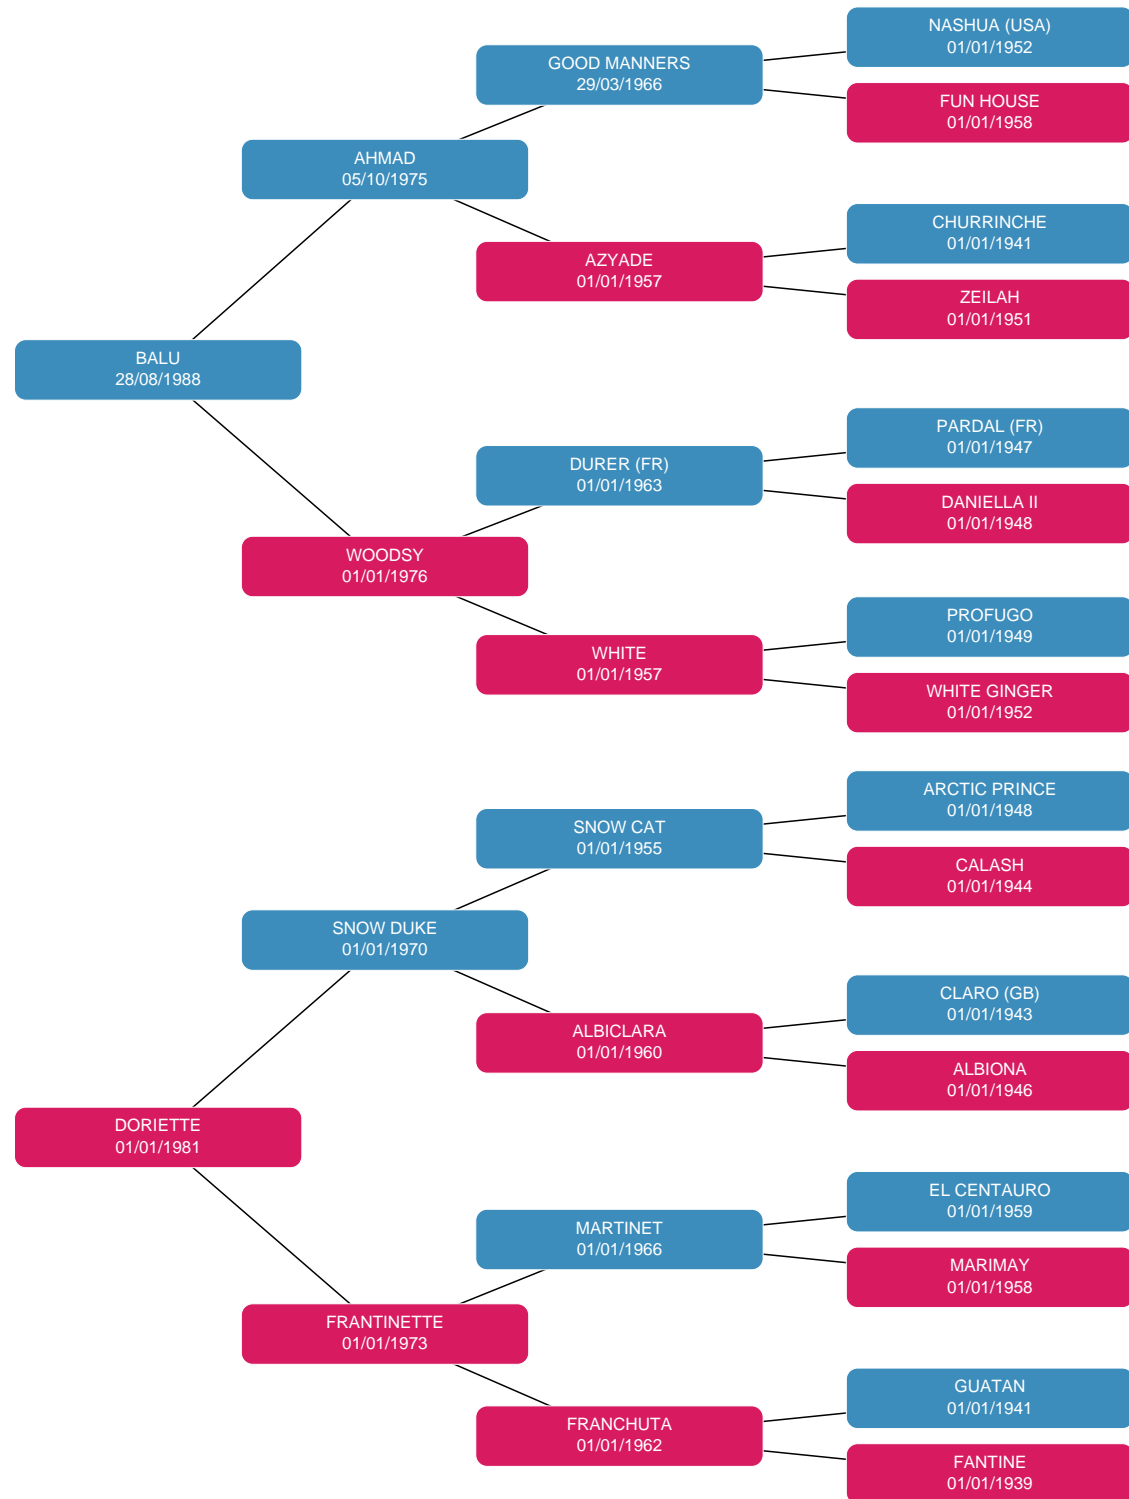 NASHUA (USA)
01/01/1952
GOOD MANNERS
29/03/1966
FUN HOUSE
01/01/1958
AHMAD
05/10/1975
CHURRINCHE
01/01/1941
AZYADE
01/01/1957
ZEILAH
01/01/1951
BALU
28/08/1988
PARDAL (FR)
01/01/1947
DURER (FR)
01/01/1963
DANIELLA II
01/01/1948
WOODSY
01/01/1976
PROFUGO
01/01/1949
WHITE
01/01/1957
WHITE GINGER
01/01/1952
ARCTIC PRINCE
01/01/1948
SNOW CAT
01/01/1955
CALASH
01/01/1944
SNOW DUKE
01/01/1970
CLARO (GB)
01/01/1943
ALBICLARA
01/01/1960
ALBIONA
01/01/1946
DORIETTE
01/01/1981
EL CENTAURO
01/01/1959
MARTINET
01/01/1966
MARIMAY
01/01/1958
FRANTINETTE
01/01/1973
GUATAN
01/01/1941
FRANCHUTA
01/01/1962
FANTINE
01/01/1939